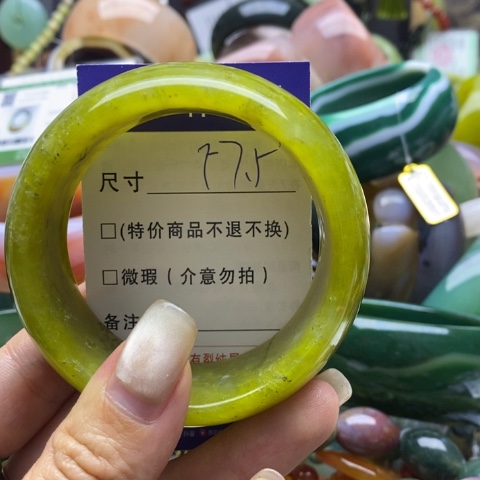 尺寸 57.5
□(特价商品不退不换)
□微瑕(介意勿拍)
备注